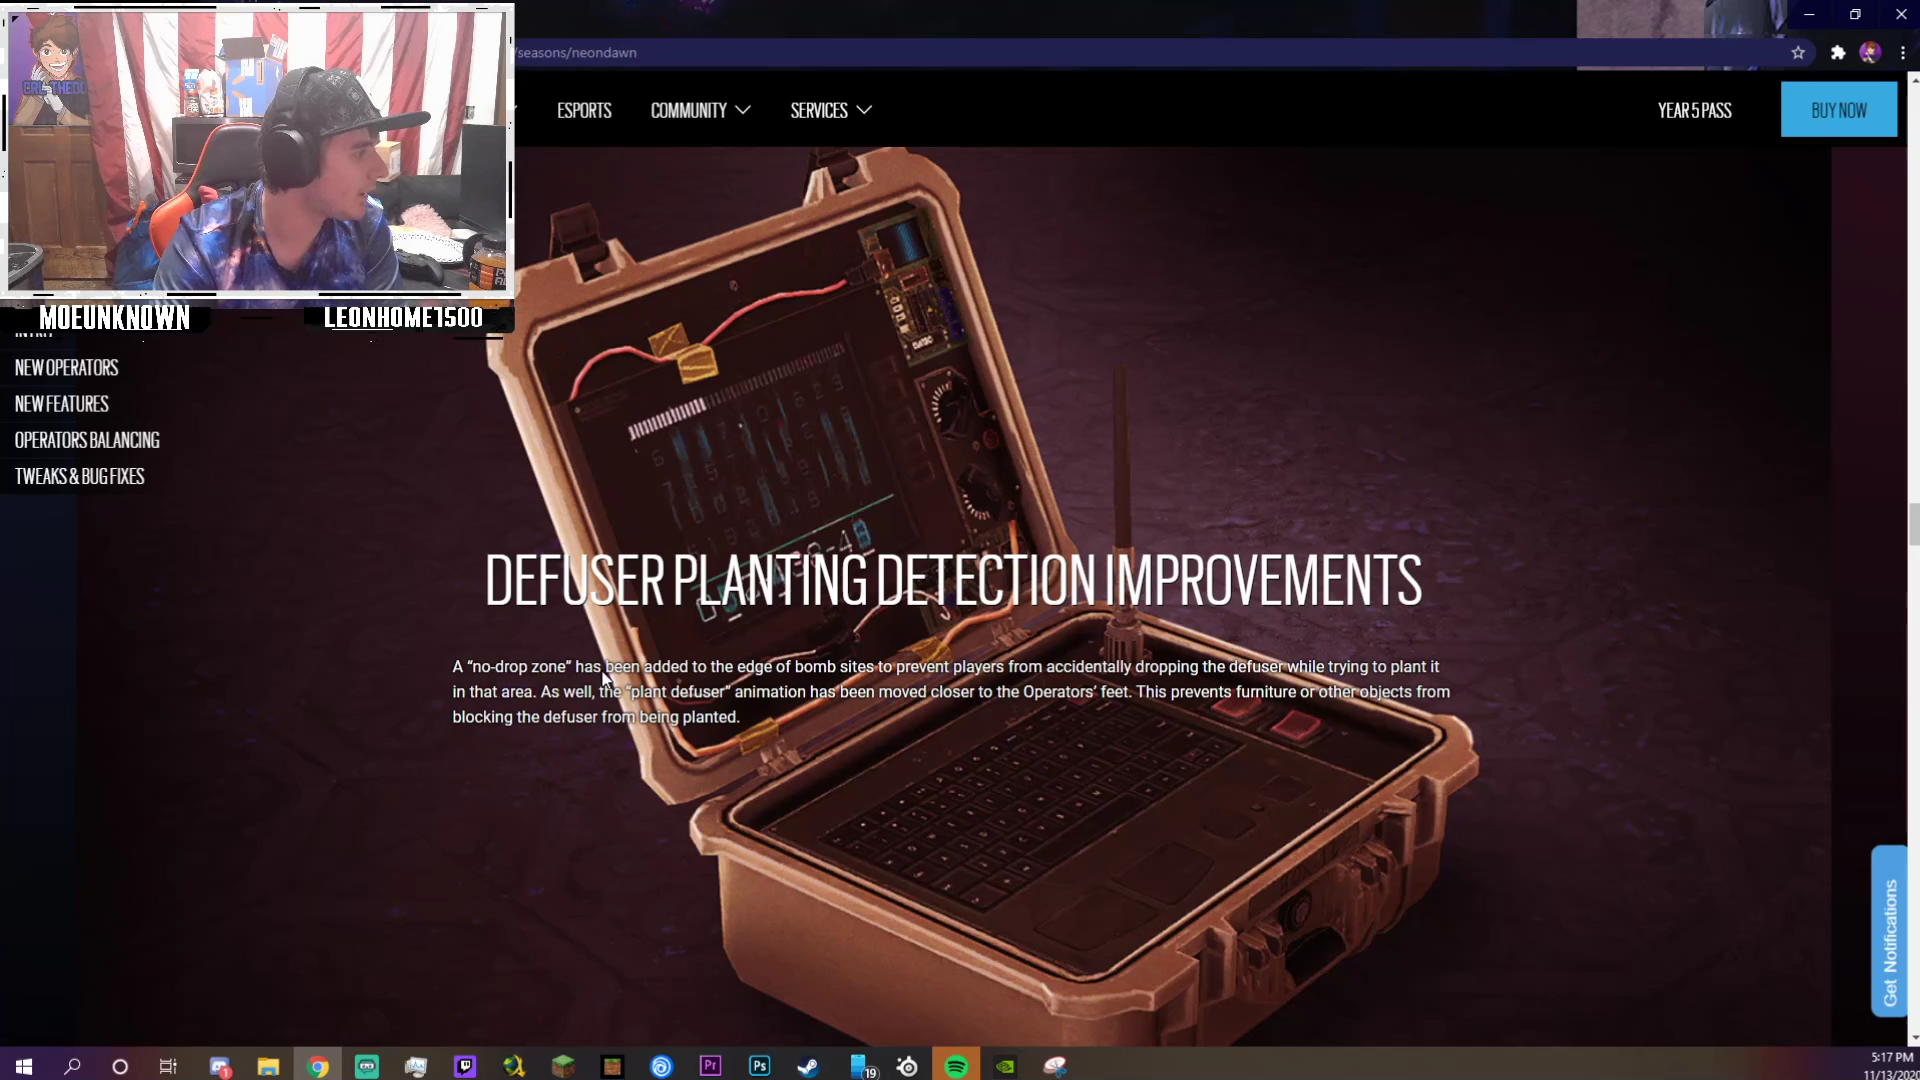 /seasons/neondawn
ESPORTS
COMMUNITY
SERVICES
YEAR 5 PASS
BUY NOW
MOEUNKNOWN
LEONHOME1500
NEW OPERATORS
NEW FEATURES
OPERATORS BALANCING
TWEAKS & BUG FIXES
DEFUSER PLANTING DETECTION IMPROVEMENTS
A “no-drop zone” has been added to the edge of bomb sites to prevent players from accidentally dropping the defuser while trying to plant it
in that area. As well, the “plant defuser” animation has been moved closer to the Operators’ feet. This prevents furniture or other objects from
blocking the defuser from being planted.
Get Notifications
Pr
Ps
19
1
5:17 PM
11/13/2020